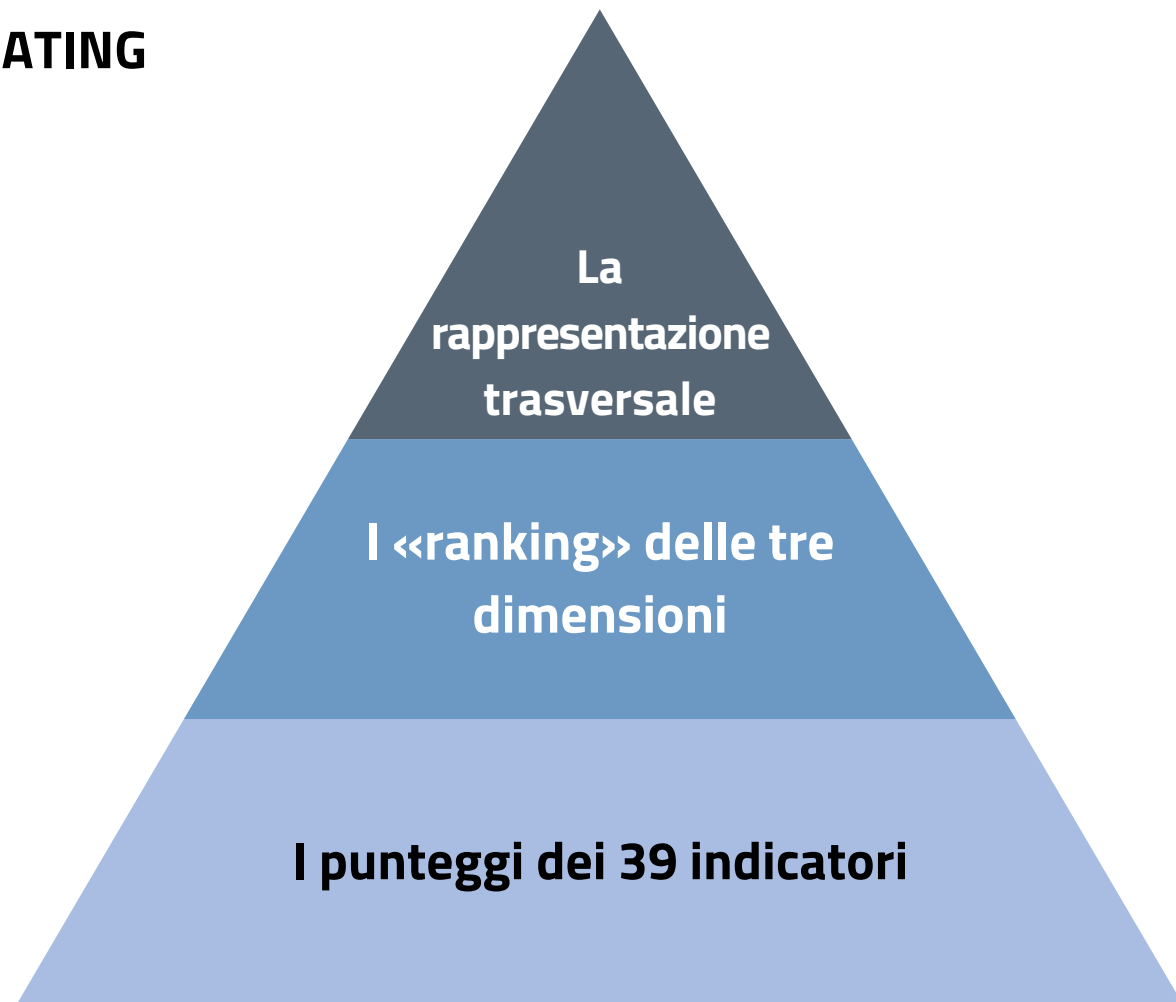 ATING
La
rappresentazione
trasversale
I «ranking» delle tre
dimensioni
I punteggi dei 39 indicatori